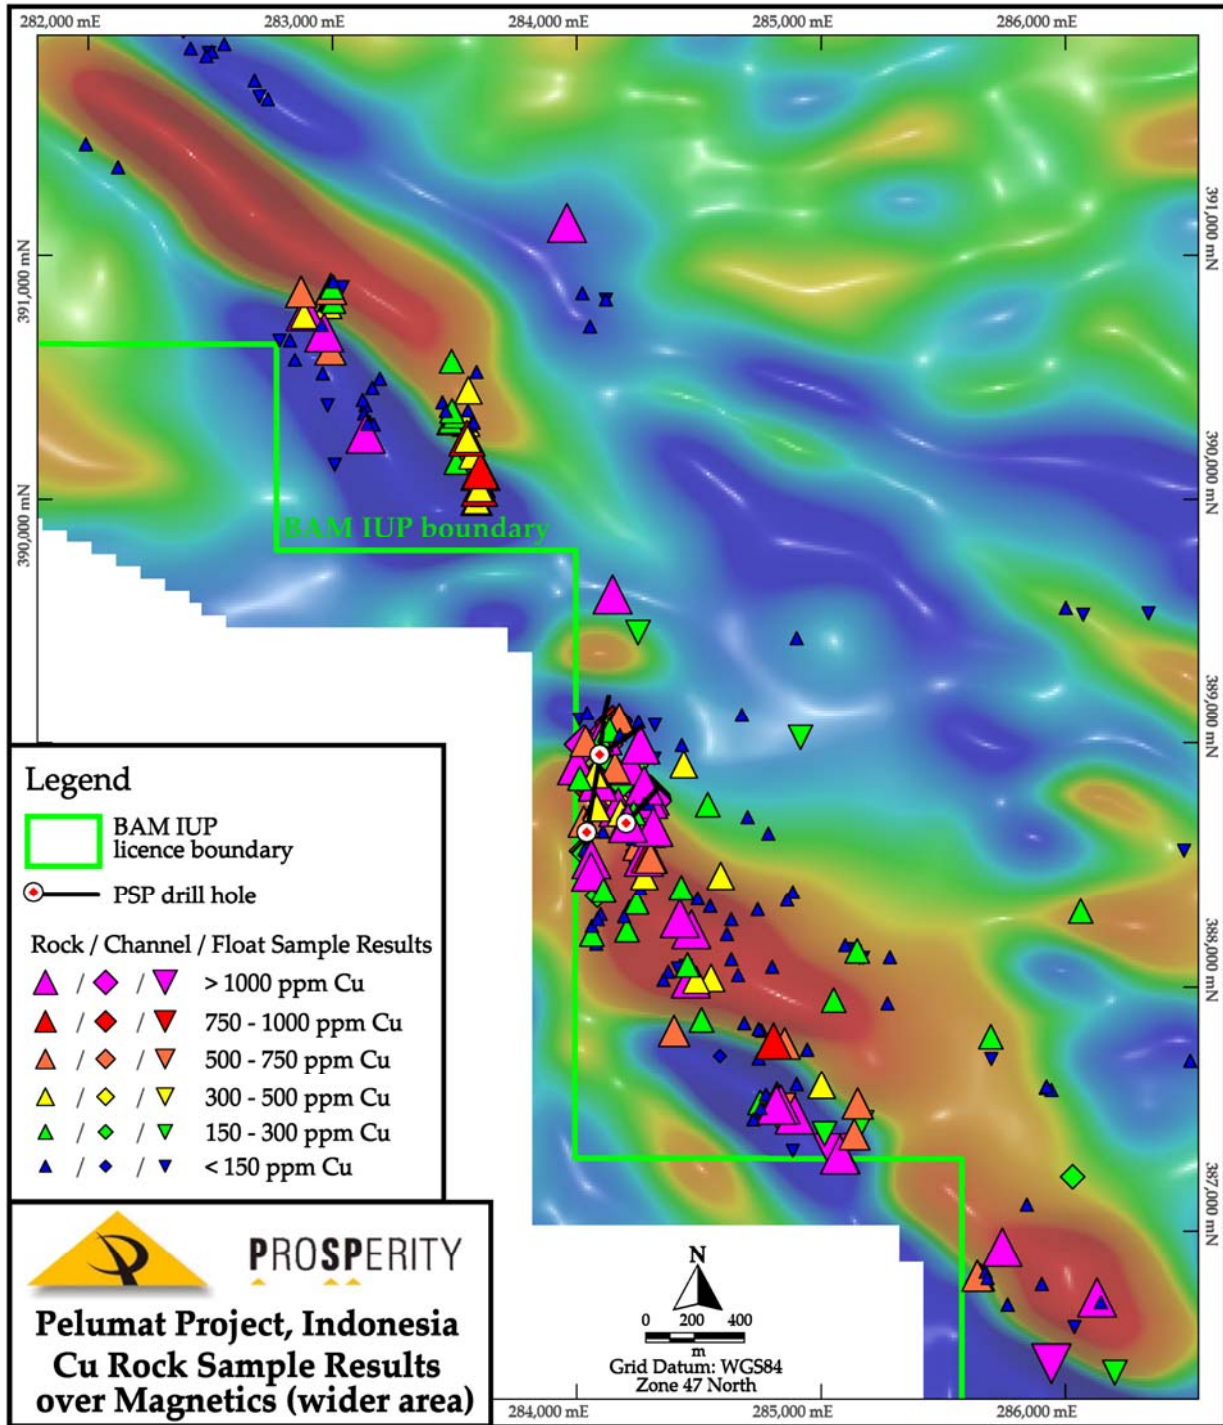 282,000 mE
283,000 mE
284,000 mE
285,000 mE
286,000 mE
391,000 mN
391,000 mN
390,000 mN
390,000 mN
BAM IUP boundary
389,000 mN
388,000 mN
387,000 mN
Legend
BAM IUP
licence boundary
PSP drill hole
Rock / Channel / Float Sample Results
/ / > 1000 ppm Cu
/ / 750 - 1000 ppm Cu
/ / 500 - 750 ppm Cu
/ / 300 - 500 ppm Cu
/ / 150 - 300 ppm Cu
/ / < 150 ppm Cu
PROSPERITY
Pelumat Project, Indonesia
Cu Rock Sample Results
over Magnetics (wider area)
N
0 200 400
m
Grid Datum: WGS84
Zone 47 North
284,000 mE
285,000 mE
286,000 mE